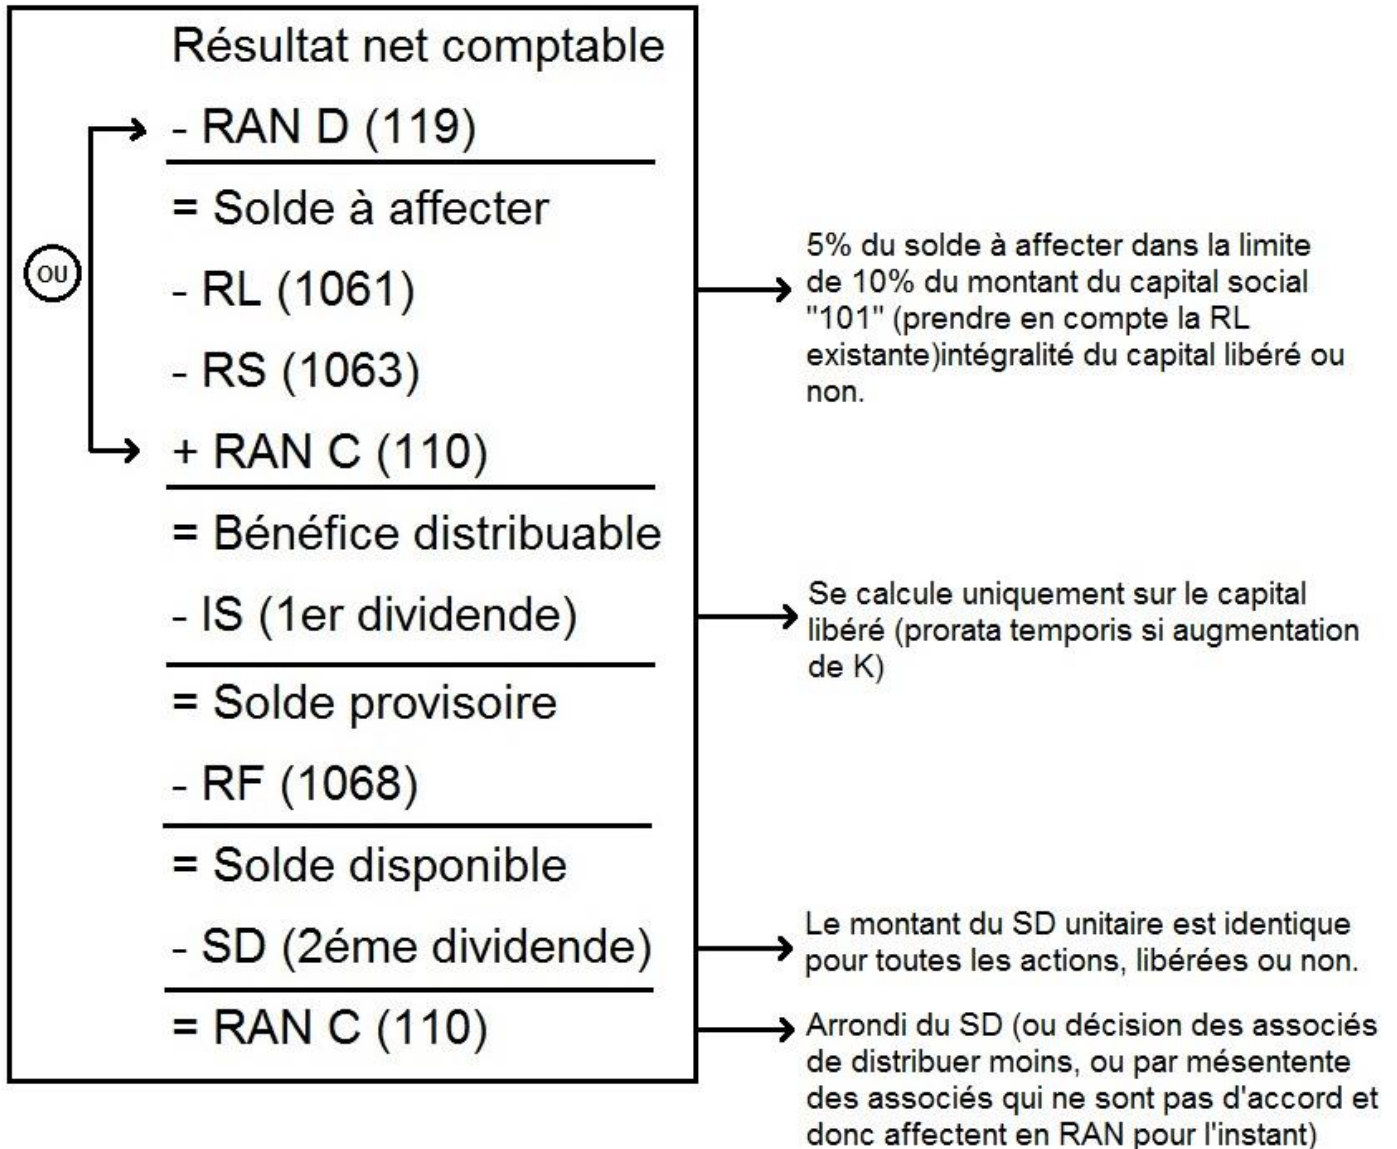 Résultat net comptable
- RAN D (119)
= Solde à affecter
OU
- RL (1061)
- RS (1063)
+ RAN C (110)
= Bénéfice distribuable
- IS (1er dividende)
= Solde provisoire
- RF (1068)
= Solde disponible
- SD (2éme dividende)
= RAN C (110)
5% du solde à affecter dans la limite
de 10% du montant du capital social
"101" (prendre en compte la RL
existante)intégralité du capital libéré ou
non.
Se calcule uniquement sur le capital
libéré (prorata temporis si augmentation
de K)
Le montant du SD unitaire est identique
pour toutes les actions, libérées ou non.
Arrondi du SD (ou décision des associés
de distribuer moins, ou par mésentente
des associés qui ne sont pas d'accord et
donc affectent en RAN pour l'instant)